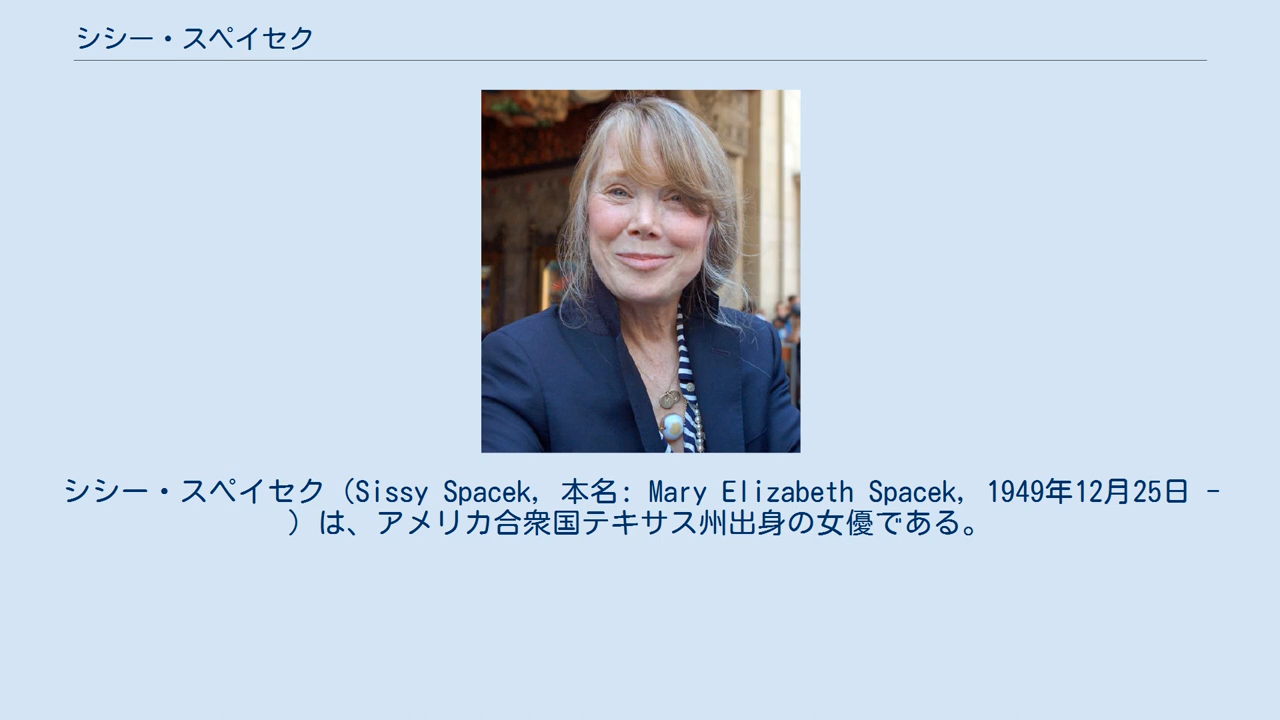 シシー・スペイセク
シシー・スペイセク（Sissy Spacek, 本名: Mary Elizabeth Spacek, 1949年12月25日 -
）は、アメリカ合衆国テキサス州出身の女優である。